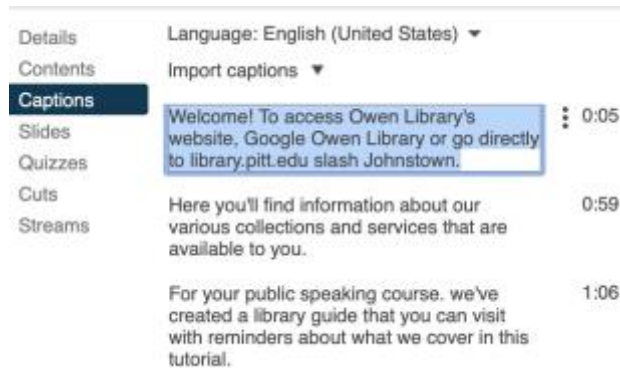 Details
Contents
Captions
Slides
Quizzes
Cuts
Streams
Language: English (United States)
Import captions
Welcome! To access Owen Library's
website, Google Owen Library or go directly
to library.pitt.edu slash Johnstown.
0:05
Here you'll find information about our
various collections and services that are
available to you.
0:59
For your public speaking course. we've
created a library guide that you can visit
with reminders about what we cover in this
tutorial.
1:06